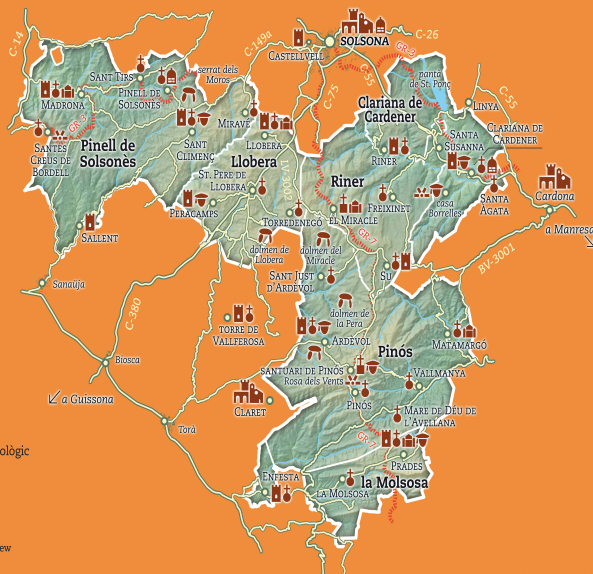 C-14
C-149a
SOLSONA
C-26
CASTELLVELL
GR-3
C-55
SANT TIRS
serrat dels
Moros
pantà
de St. Ponç
MADRONA
PINELL DE
SOLSONÈS
C-75
Clariana de
Cardener
LINYA
C-55
GR-3
MIRAVÉ
LLOBERA
SANTA
SUSANNA
CLARIANA DE
CARDENER
SANTES
CREUS DE
BORDELL
Pinell de
Solsonès
SANT
CLIMENÇ
Llobera
RINER
ST. PERE DE
LLOBERA
LV-3002
Riner
casa
Borrelles
SANTA
ÀGATA
Cardona
PERACAMPS
TORREDENEGÓ
EL MIRACLE
FREIXINET
a Manresa
SALLENT
dolmen de
Llobera
dolmen del
Miracle
GR-7
BV-3001
Sanaüja
SANT JUST
D'ARDÈVOL
SU
C-380
TORRE DE
VALLFEROSA
dolmen de
la Pera
ARDÈVOL
Pinós
MATAMARGÓ
Biosca
SANTUARI DE PINÓS
Rosa dels Vents
VALLMANYA
a Guissona
CLARET
PINÓS
MARE DE DÉU DE
L'AVELLANA
Torà
GR-7
ològic
PRADES
ENFESTA
LA MOLSOSA
la Molsosa
ew